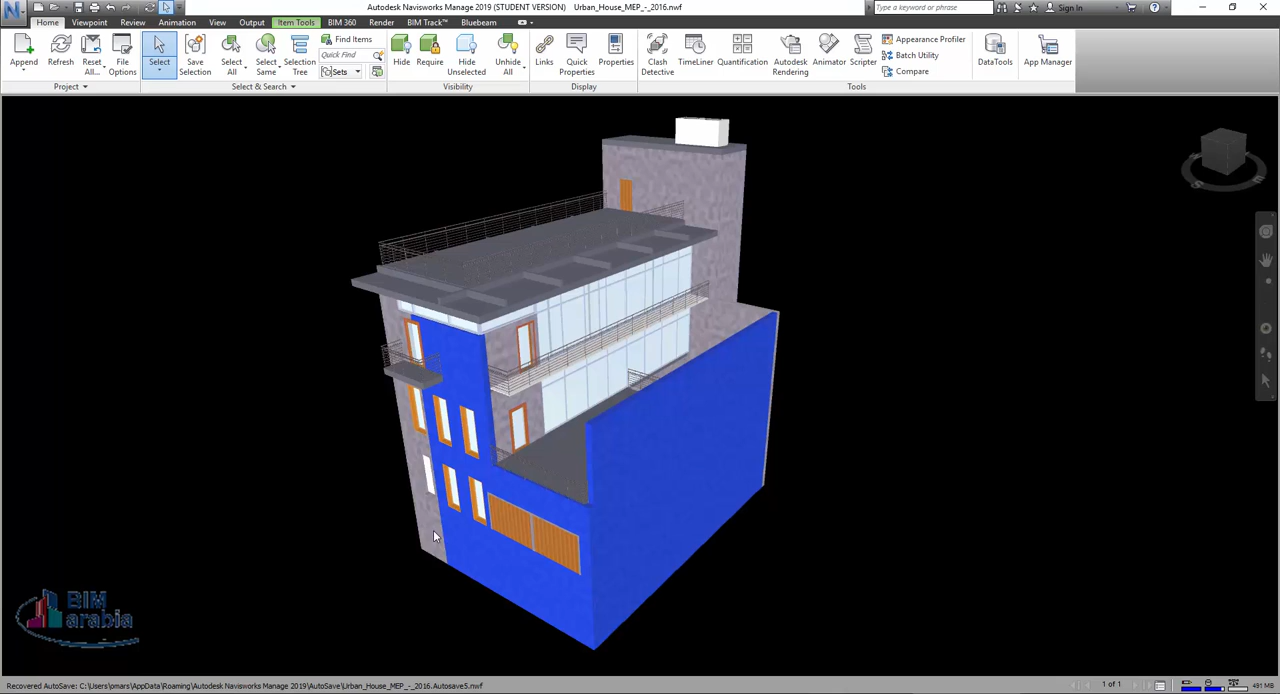 Autodesk Navisworks Manage 2019 (STUDENT VERSION) Urban_House_MEP_-_2016.nwf
Type a keyword or phrase
Sign In
Home Viewpoint Review Animation View Output Item Tools BIM 360 Render BIM Track™ Bluebeam
Append
Refresh
Reset All...
File Options
Project
Select
Save Selection
Select All
Select Same
Selection Tree
Find Items
Quick Find
Sets
Select & Search
Hide
Require
Hide Unselected
Unhide All
Visibility
Links
Quick Properties
Properties
Display
Clash Detective
TimeLiner
Quantification
Autodesk Rendering
Animator
Scripter
Appearance Profiler
Batch Utility
Compare
Tools
DataTools
App Manager
S
E
BIM
arabia
Recovered AutoSave: C:\Users\omars\AppData\Roaming\Autodesk Navisworks Manage 2019\AutoSave\Urban_House_MEP_-_2016.Autosave5.nwf
1 of 1
491 MB